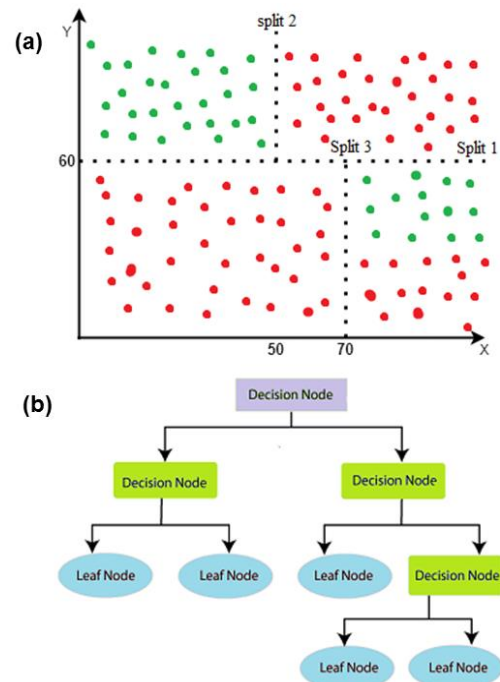 (a)
Y
split 2
Split 3
Split 1
60
50
70
X
(b)
Decision Node
Decision Node
Decision Node
Leaf Node
Leaf Node
Leaf Node
Decision Node
Leaf Node
Leaf Node